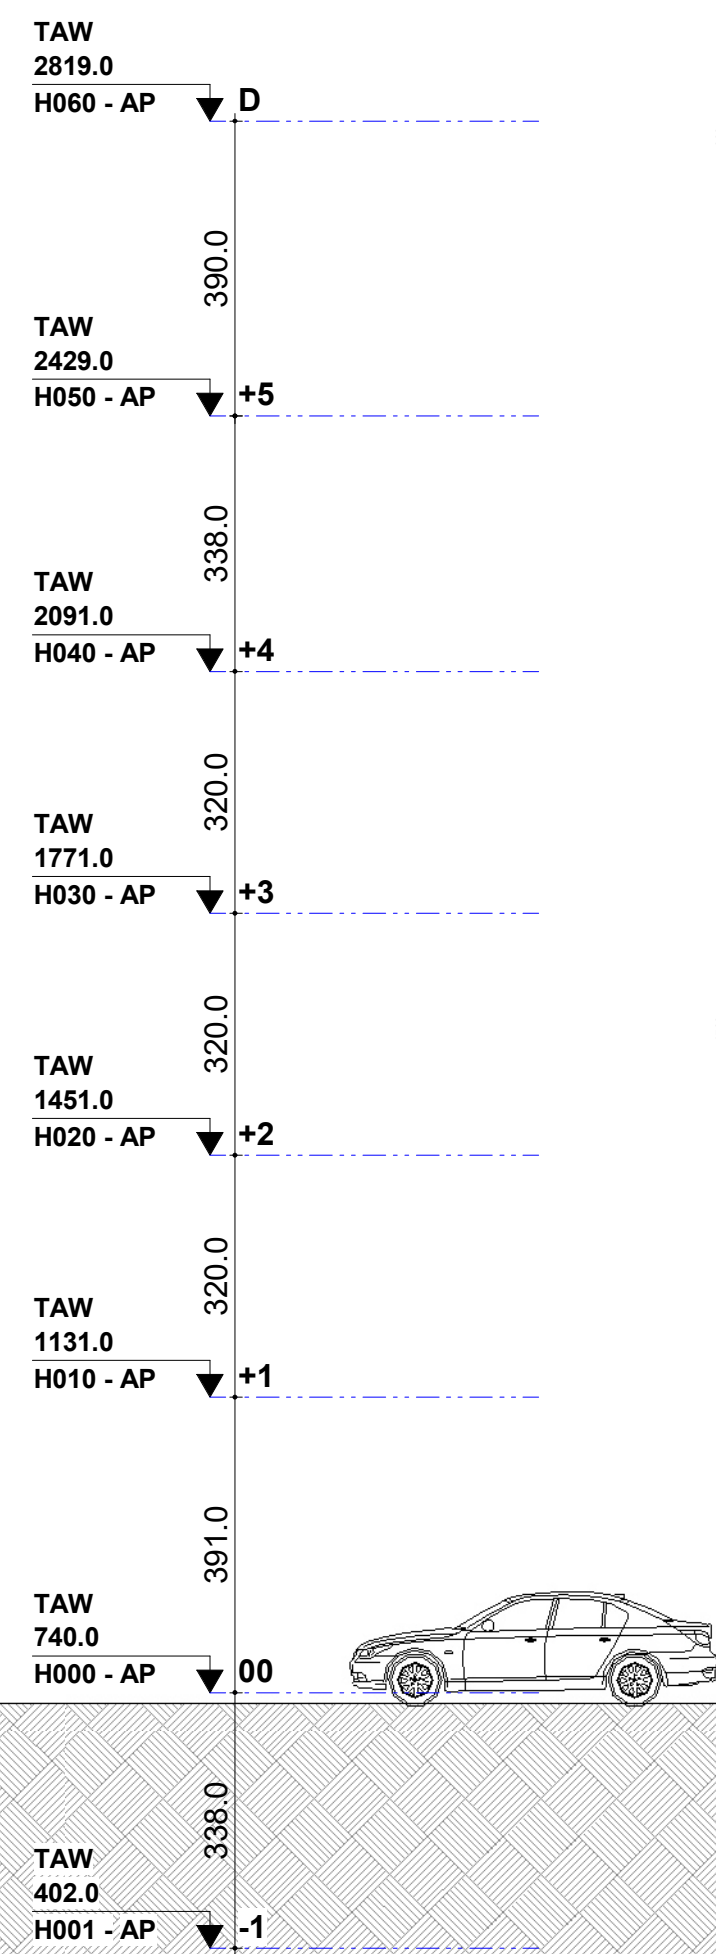 TAW
2819.0
H060 - AP
D
390.0
TAW
2429.0
H050 - AP
+5
338.0
TAW
2091.0
H040 - AP
+4
320.0
TAW
1771.0
H030 - AP
+3
320.0
TAW
1451.0
H020 - AP
+2
320.0
TAW
1131.0
H010 - AP
+1
391.0
TAW
740.0
H000 - AP
00
338.0
TAW
402.0
H001 - AP
-1